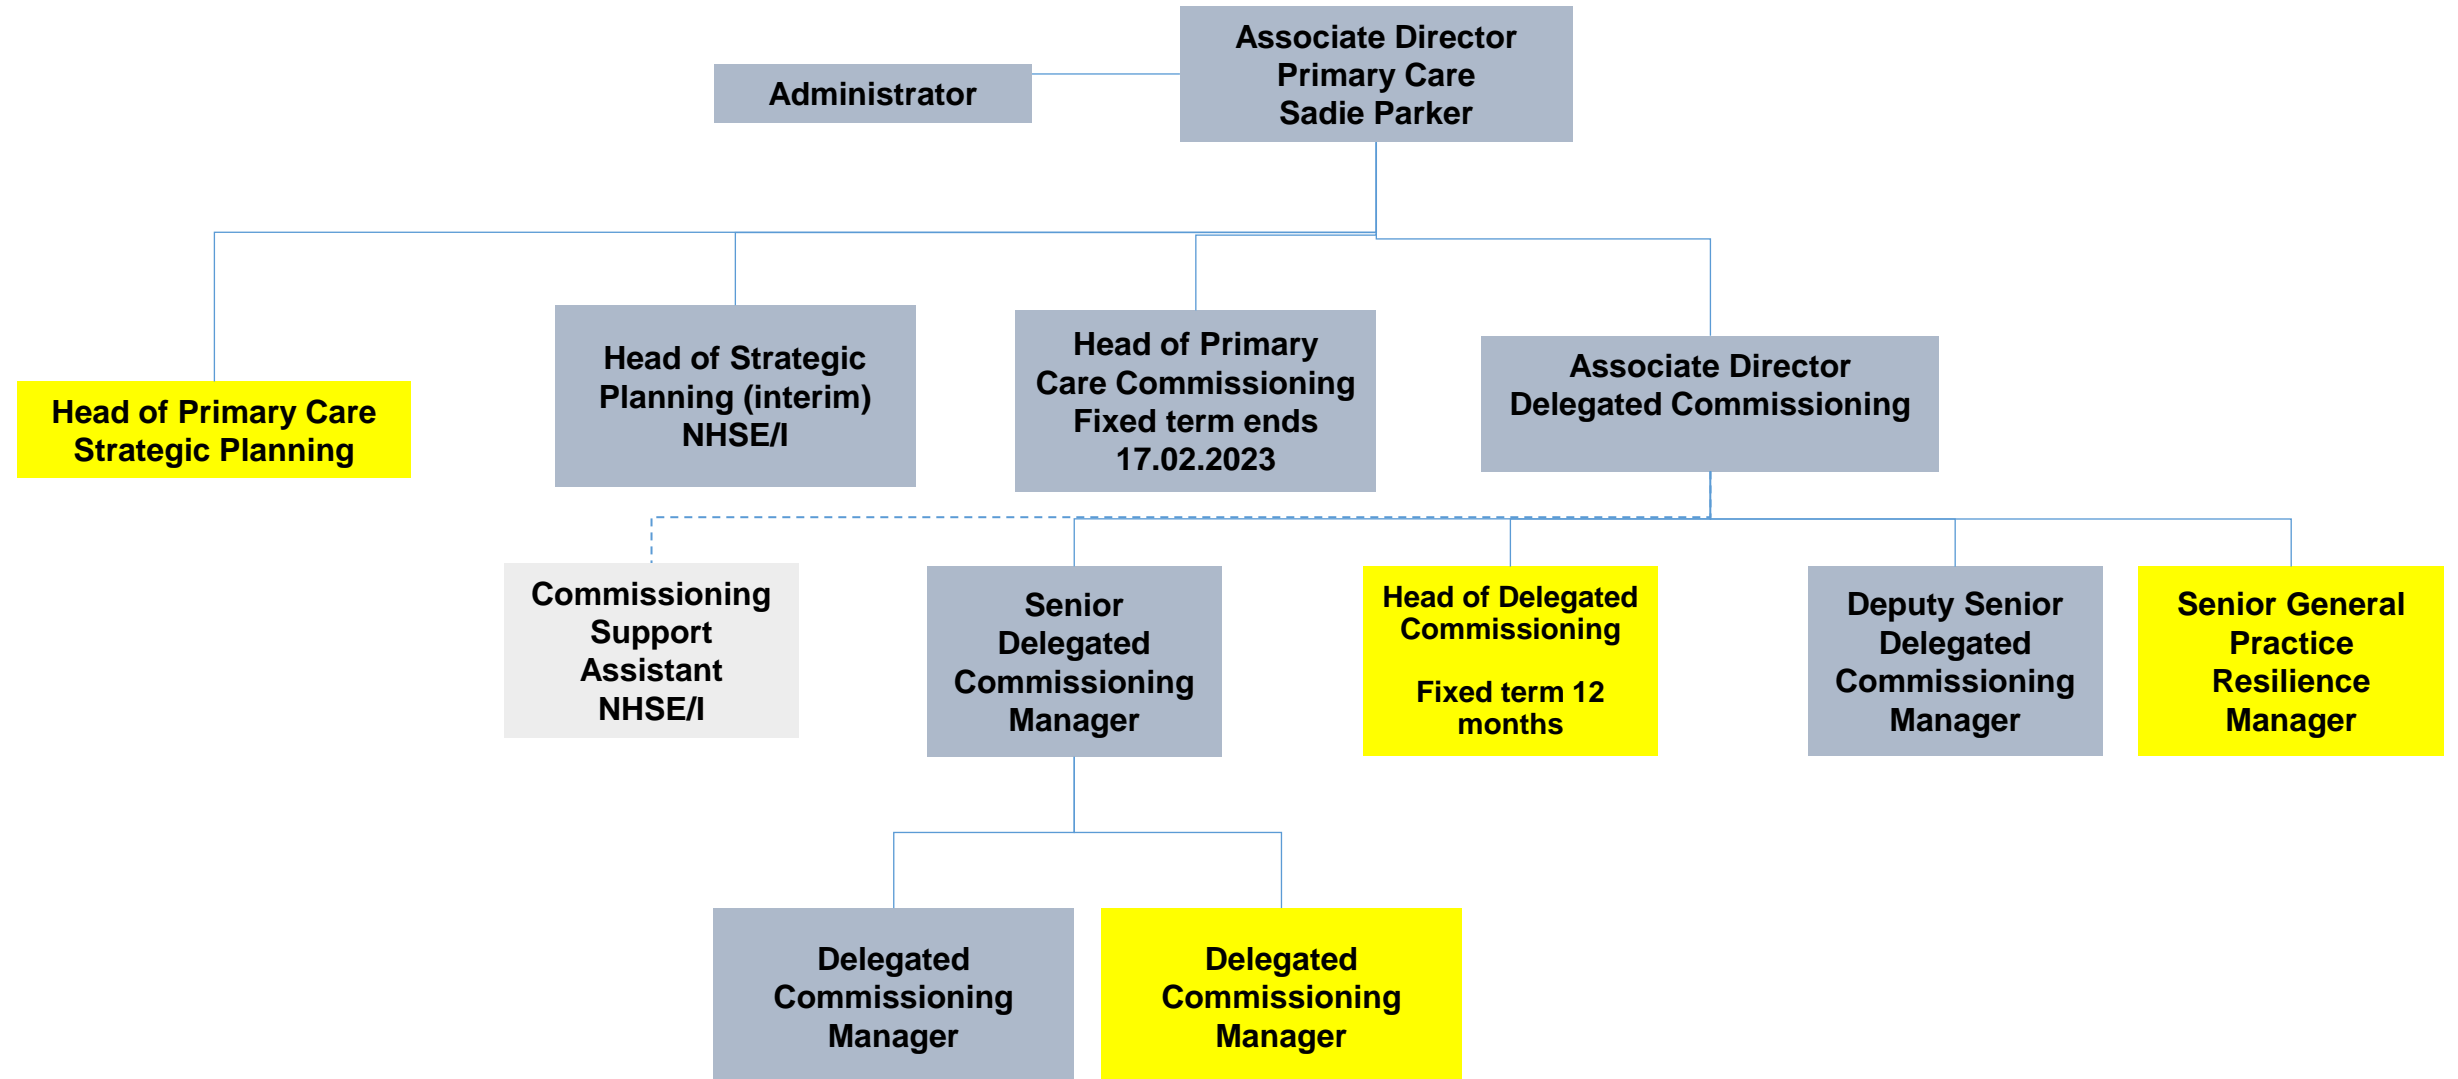 Associate Director
Primary Care
Sadie Parker
Administrator
Head of Primary Care
Strategic Planning
Head of Strategic
Planning (interim)
NHSE/I
Head of Primary
Care Commissioning
Fixed term ends
17.02.2023
Associate Director
Delegated Commissioning
Commissioning
Support
Assistant
NHSE/I
Senior
Delegated
Commissioning
Manager
Head of Delegated
Commissioning
Fixed term 12
months
Deputy Senior
Delegated
Commissioning
Manager
Senior General
Practice
Resilience
Manager
Delegated
Commissioning
Manager
Delegated
Commissioning
Manager